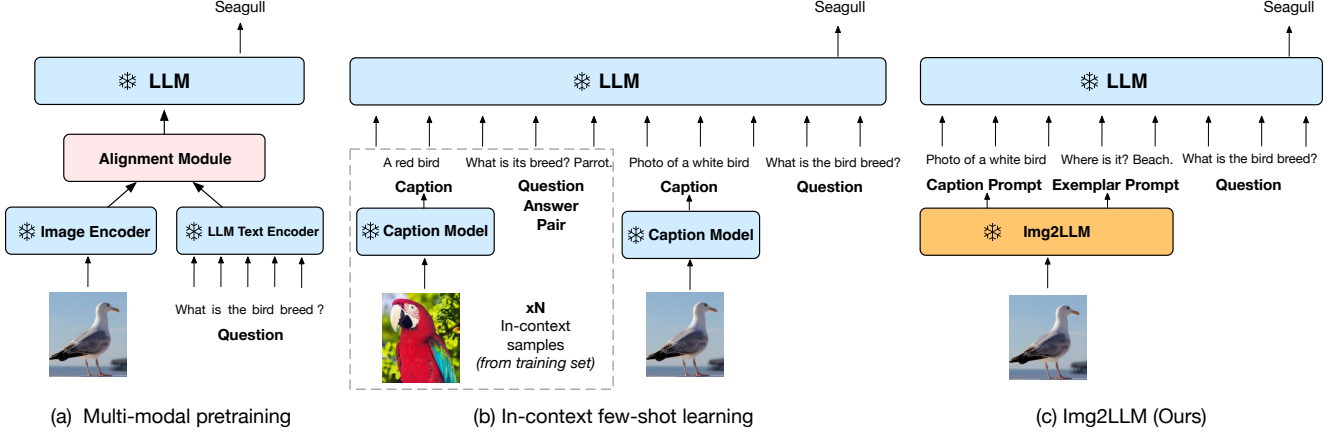 Seagull
LLM
Alignment Module
Image Encoder
LLM Text Encoder
What is the bird breed ?
Question
(a) Multi-modal pretraining
Seagull
LLM
A red bird
What is its breed? Parrot.
Photo of a white bird
What is the bird breed?
Caption
Question
Answer
Pair
Caption
Question
Caption Model
Caption Model
xN
In-context
samples
(from training set)
(b) In-context few-shot learning
Seagull
LLM
Photo of a white bird
Where is it? Beach.
What is the bird breed?
Caption Prompt
Exemplar Prompt
Question
Img2LLM
(c) Img2LLM (Ours)